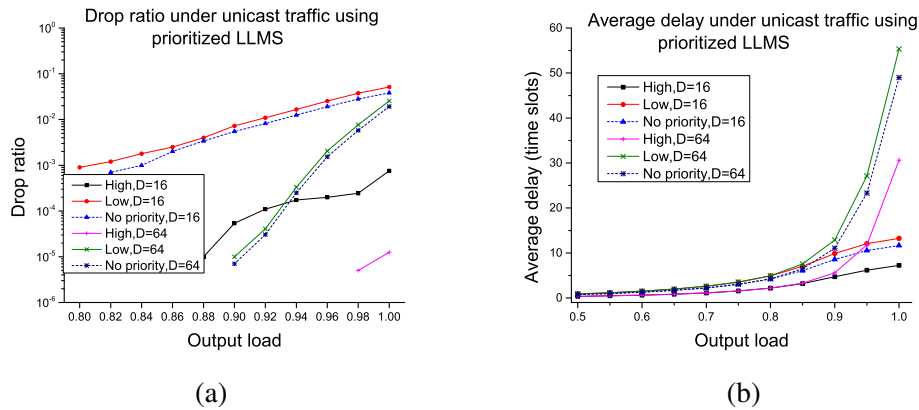 Drop ratio under unicast traffic using
prioritized LLMS
10^0
10^-1
10^-2
10^-3
10^-4
10^-5
10^-6
Drop ratio
High,D=16
Low,D=16
No priority,D=16
High,D=64
Low,D=64
No priority,D=64
0.80 0.82 0.84 0.86 0.88 0.90 0.92 0.94 0.96 0.98 1.00
Output load
(a)
Average delay under unicast traffic using
prioritized LLMS
60
50
40
30
20
10
0
Average delay (time slots)
High,D=16
Low,D=16
No priority,D=16
High,D=64
Low,D=64
No priority,D=64
0.5 0.6 0.7 0.8 0.9 1.0
Output load
(b)